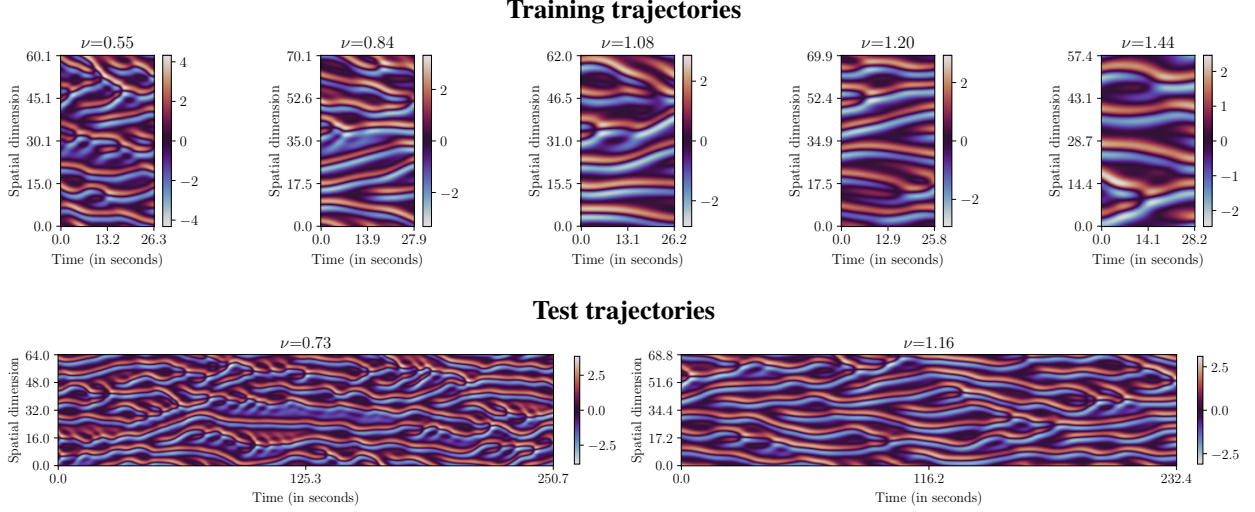 Training trajectories
ν=0.55
60.1
45.1
30.1
15.0
0.0
Spatial dimension
0.0 13.2 26.3
Time (in seconds)
4
2
0
−2
−4
ν=0.84
70.1
52.6
35.0
17.5
0.0
Spatial dimension
0.0 13.9 27.9
Time (in seconds)
2
0
−2
ν=1.08
62.0
46.5
31.0
15.5
0.0
Spatial dimension
0.0 13.1 26.2
Time (in seconds)
2
0
−2
ν=1.20
69.9
52.4
34.9
17.5
0.0
Spatial dimension
0.0 12.9 25.8
Time (in seconds)
2
0
−2
ν=1.44
57.4
43.1
28.7
14.4
0.0
Spatial dimension
0.0 14.1 28.2
Time (in seconds)
2
1
0
−1
−2
Test trajectories
ν=0.73
64.0
48.0
32.0
16.0
0.0
Spatial dimension
0.0 125.3 250.7
Time (in seconds)
2.5
0.0
−2.5
ν=1.16
68.8
51.6
34.4
17.2
0.0
Spatial dimension
0.0 116.2 232.4
Time (in seconds)
2.5
0.0
−2.5